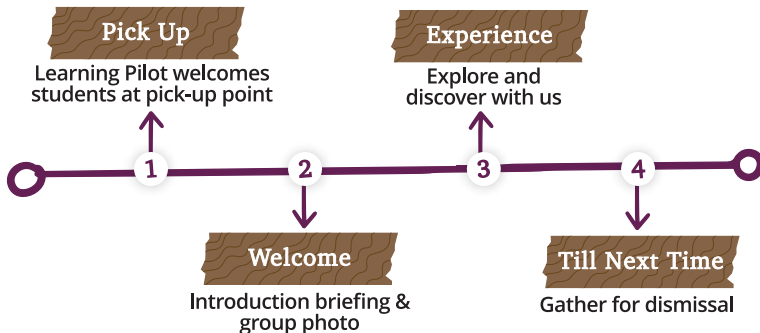 Pick Up
Learning Pilot welcomes
students at pick-up point
Experience
Explore and
discover with us
1
2
3
4
Welcome
Introduction briefing &
group photo
Till Next Time
Gather for dismissal